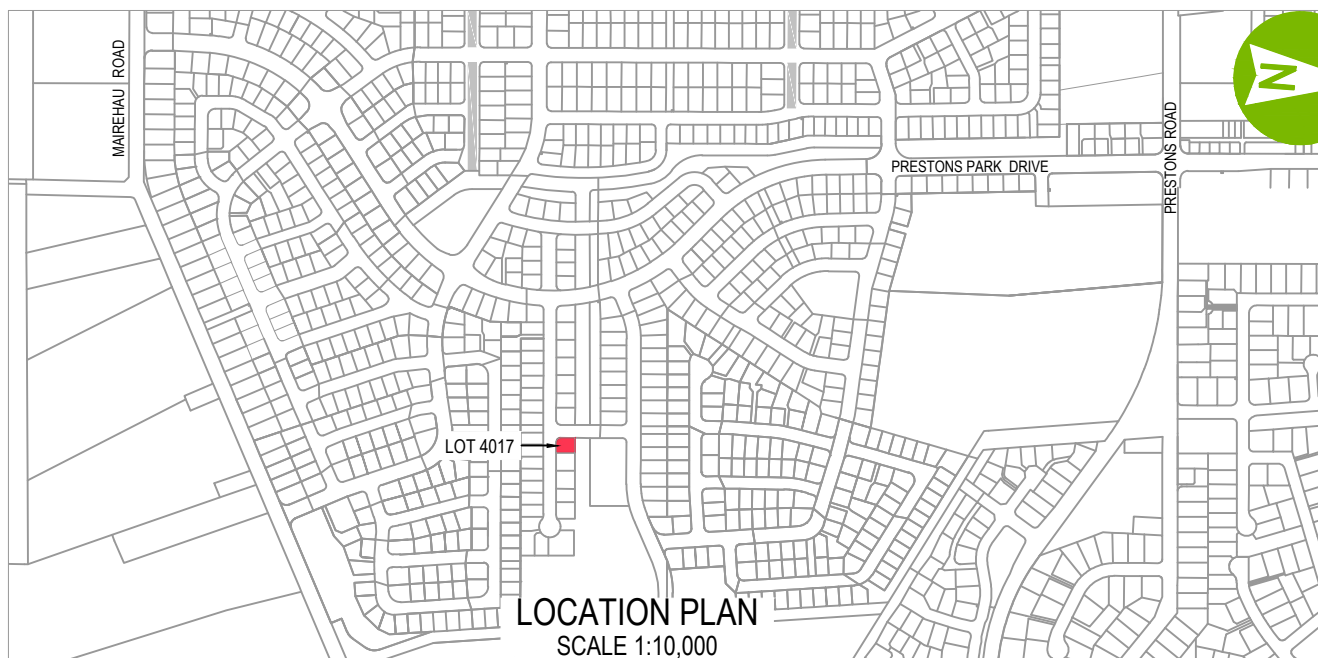 MAIREHAU ROAD
N
PRESTONS ROAD
PRESTONS PARK DRIVE
LOT 4017
LOCATION PLAN
SCALE 1:10,000